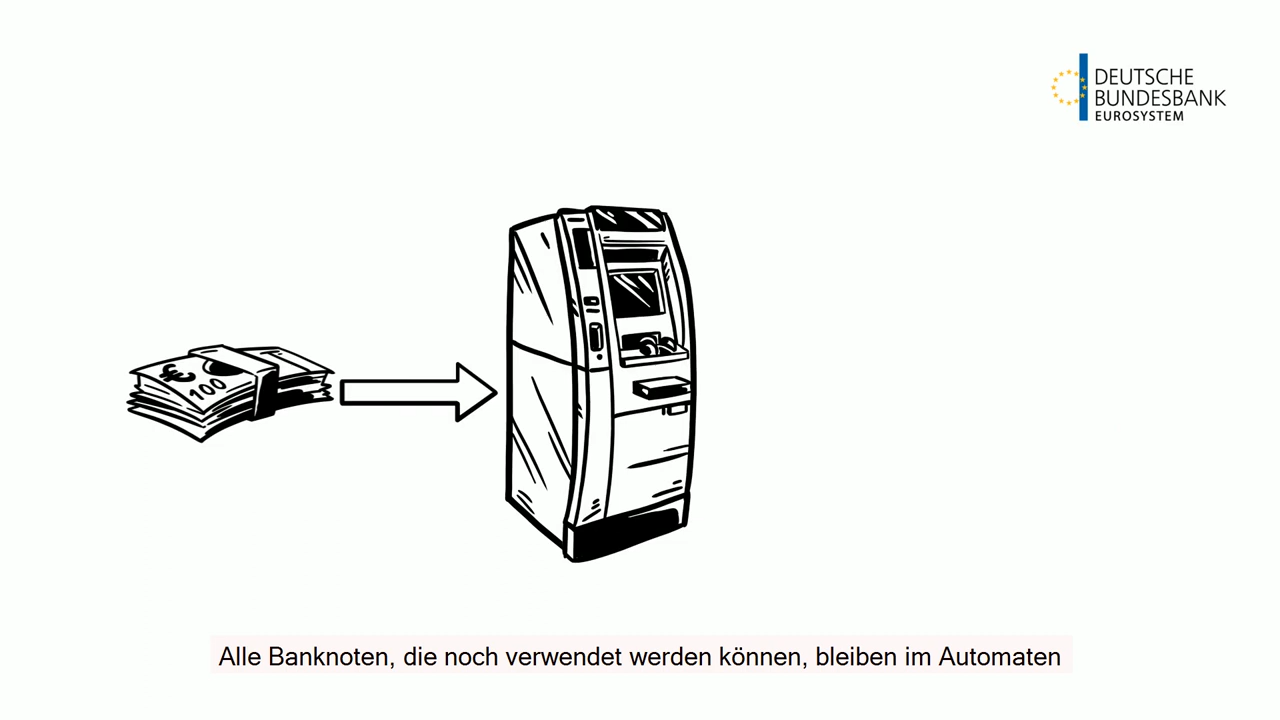 DEUTSCHE
BUNDESBANK
EUROSYSTEM
€
100
Alle Banknoten, die noch verwendet werden können, bleiben im Automaten